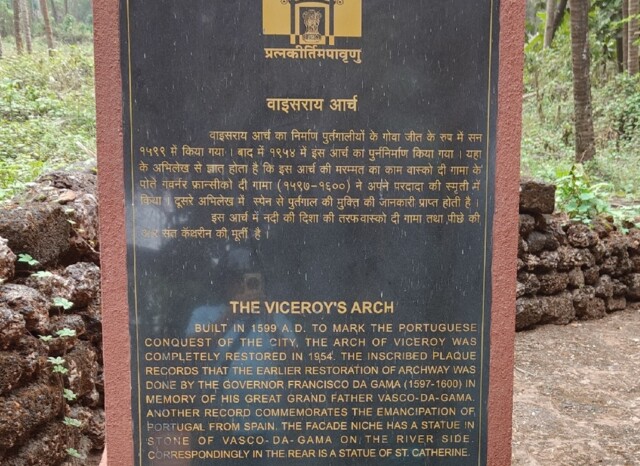 प्रत्नकीर्तिमपावृणु
वाइसराय आर्च
वाइसराय आर्च का निर्माण पुर्तगालीयों के गोवा जीत के रुप में सन
१५९९ में किया गया । बाद में १९५४ में इस आर्च का पुर्ननिर्माण किया गया । यहा
के अभिलेख से ज्ञात होता है कि इस आर्च की मरम्मत का काम वास्को दी गामा के
पोते गवर्नर फ्रान्सीको दी गामा (१५९७-१६००) ने अपने परदादा की स्मृती में
किया । दूसरे अभिलेख में स्पेन से पुर्तगाल की मुक्ति की जानकारी प्राप्त होती है ।
इस आर्च मे नदी की दिशा की तरफ वास्को दी गामा तथा पीछे की
ओर संत केथरीन की मूर्ती है ।
THE VICEROY'S ARCH
BUILT IN 1599 A.D. TO MARK THE PORTUGUESE
CONQUEST OF THE CITY, THE ARCH OF VICEROY WAS
COMPLETELY RESTORED IN 1954. THE INSCRIBED PLAQUE
RECORDS THAT THE EARLIER RESTORATION OF ARCHWAY WAS
DONE BY THE GOVERNOR FRANCISCO DA GAMA (1597-1600) IN
MEMORY OF HIS GREAT GRAND FATHER VASCO-DA-GAMA.
ANOTHER RECORD COMMEMORATES THE EMANCIPATION OF
PORTUGAL FROM SPAIN. THE FACADE NICHE HAS A STATUE IN
STONE OF VASCO-DA-GAMA ON THE RIVER SIDE.
CORRESPONDINGLY IN THE REAR IS A STATUE OF ST. CATHERINE.